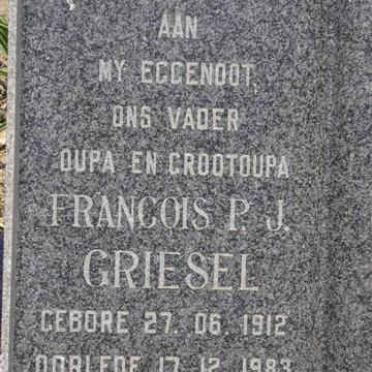 AAN
MY EGGENOOT,
ONS VADER
OUPA EN GROOTOUPA
FRANCOIS P. J.
GRIESEL
GEBORE 27. 06. 1912
OORLEDE 17. 12. 1983